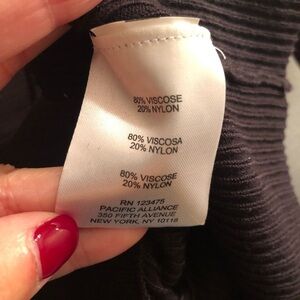 80% VISCOSE
20% NYLON
80% VISCOSA
20% NYLON
80% VISCOSE
20% NYLON
RN 123475
PACIFIC ALLIANCE
350 FIFTH AVENUE
NEW YORK, NY 10118